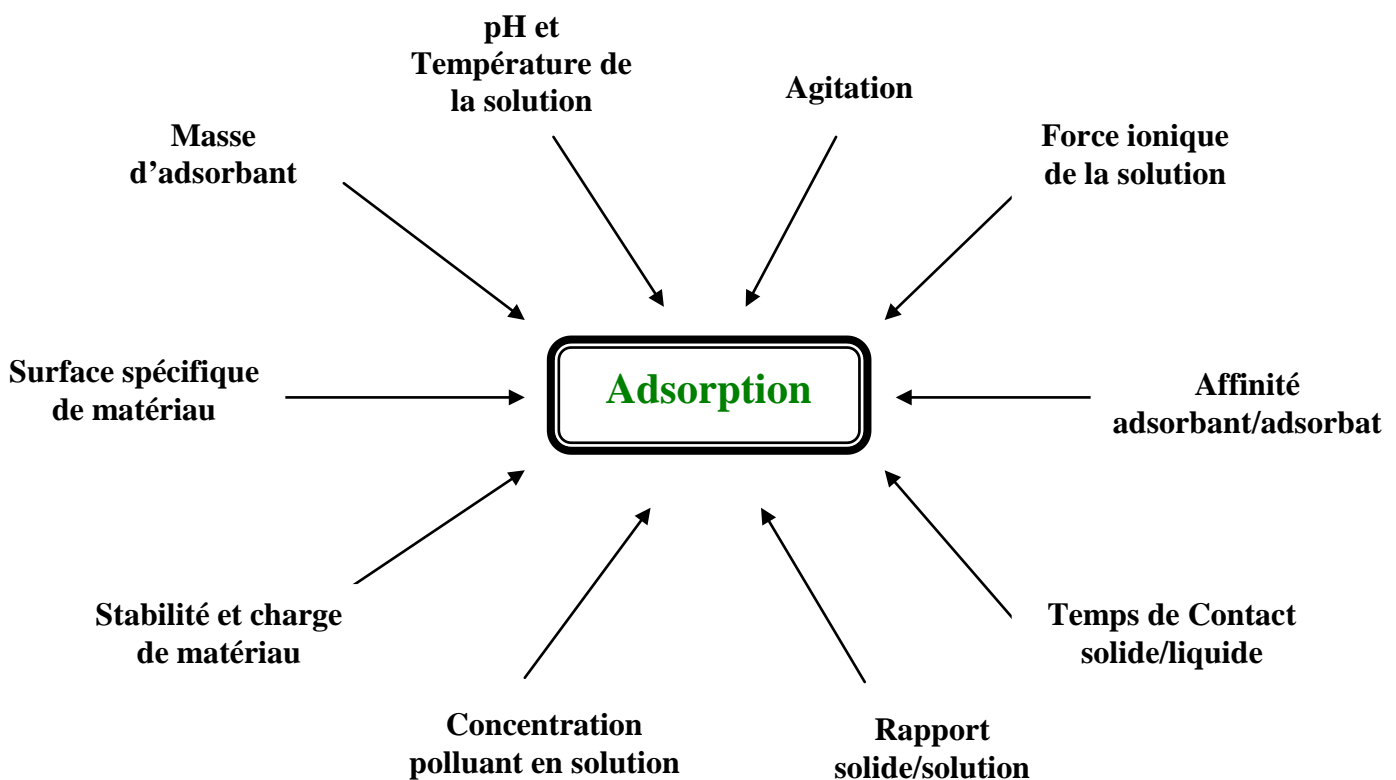 pH et
Température de
la solution
Agitation
Masse
d’adsorbant
Force ionique
de la solution
Surface spécifique
de matériau
Adsorption
Affinité
adsorbant/adsorbat
Stabilité et charge
de matériau
Temps de Contact
solide/liquide
Concentration
polluant en solution
Rapport
solide/solution